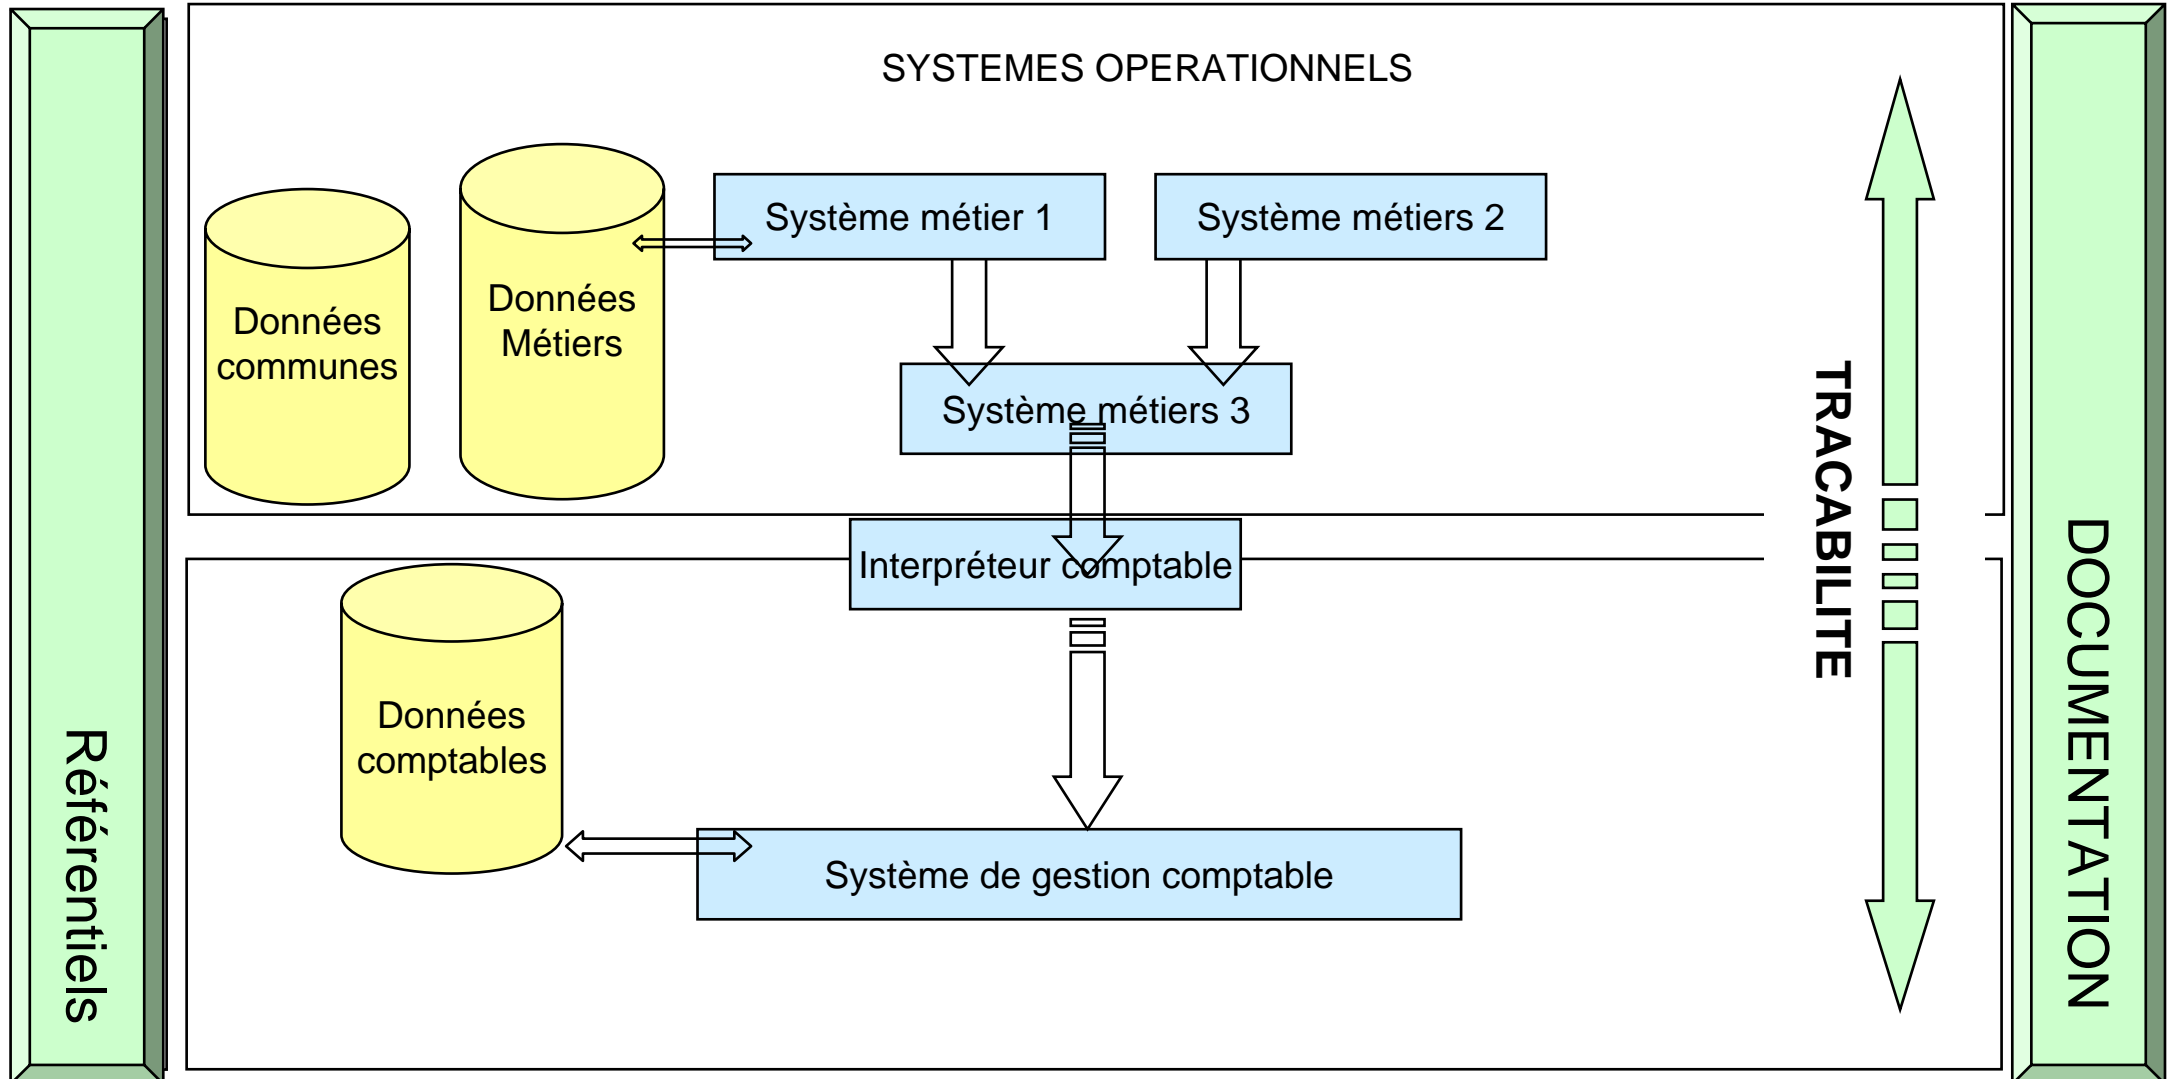 SYSTEMES OPERATIONNELS
Système métier 1
Système métiers 2
Données
communes
Données
Métiers
Système métiers 3
Interpréteur comptable
Données
comptables
Système de gestion comptable
TRACABILITE
Référentiels
DOCUMENTATION